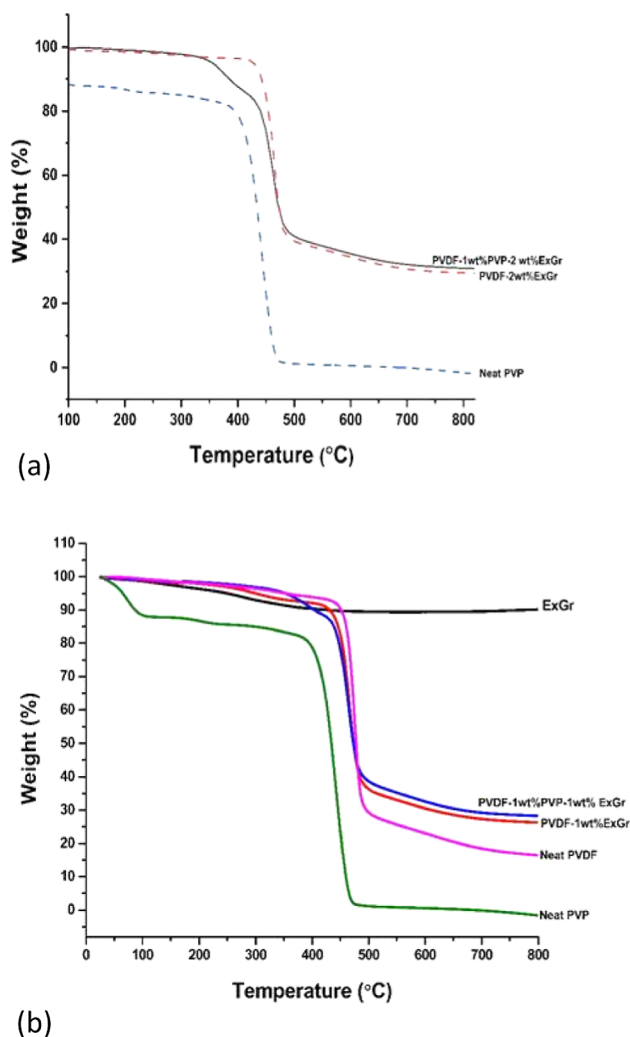 100
80
60
40
20
0
Weight (%)
PVDF-1wt%PVP-2 wt%ExGr
PVDF-2wt%ExGr
Neat PVP
100 200 300 400 500 600 700 800
Temperature (°C)
(a)
110
100
90
80
70
60
50
40
30
20
10
0
Weight (%)
ExGr
PVDF-1wt%PVP-1wt% ExGr
PVDF-1wt%ExGr
Neat PVDF
Neat PVP
0 100 200 300 400 500 600 700 800
Temperature (°C)
(b)